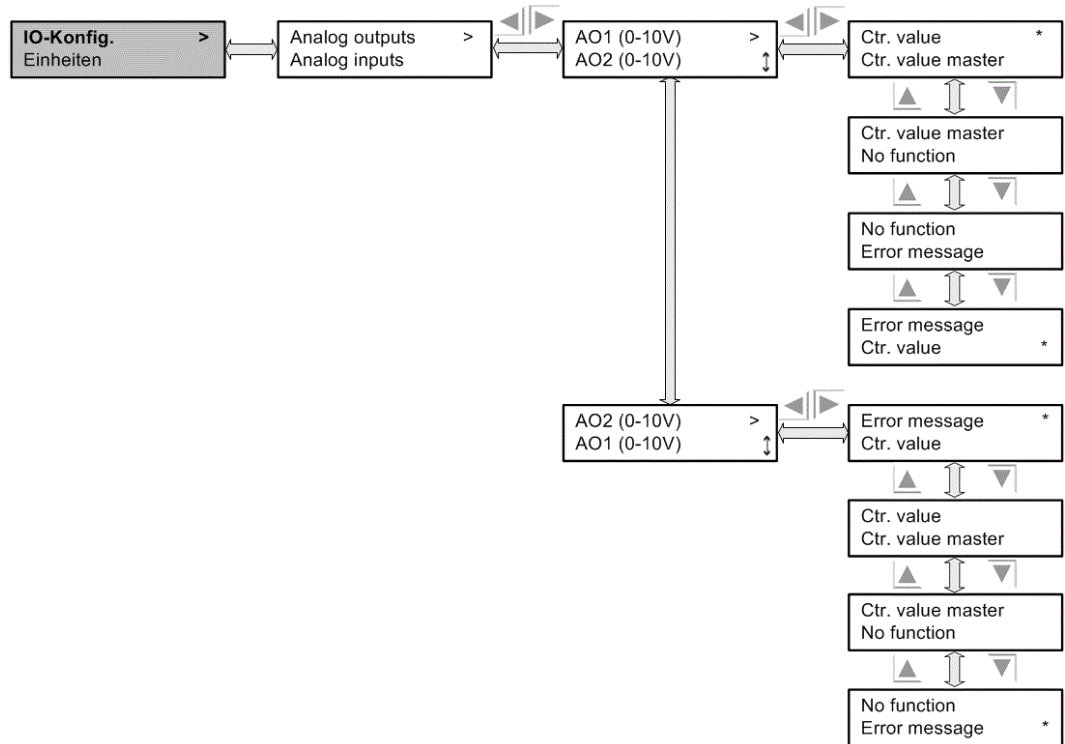 IO-Konfig. >
Einheiten
Analog outputs >
Analog inputs
AO1 (0-10V) >
AO2 (0-10V)
Ctr. value *
Ctr. value master
Ctr. value master
No function
No function
Error message
Error message
Ctr. value *
AO2 (0-10V) >
AO1 (0-10V)
Error message *
Ctr. value
Ctr. value
Ctr. value master
Ctr. value master
No function
No function
Error message *